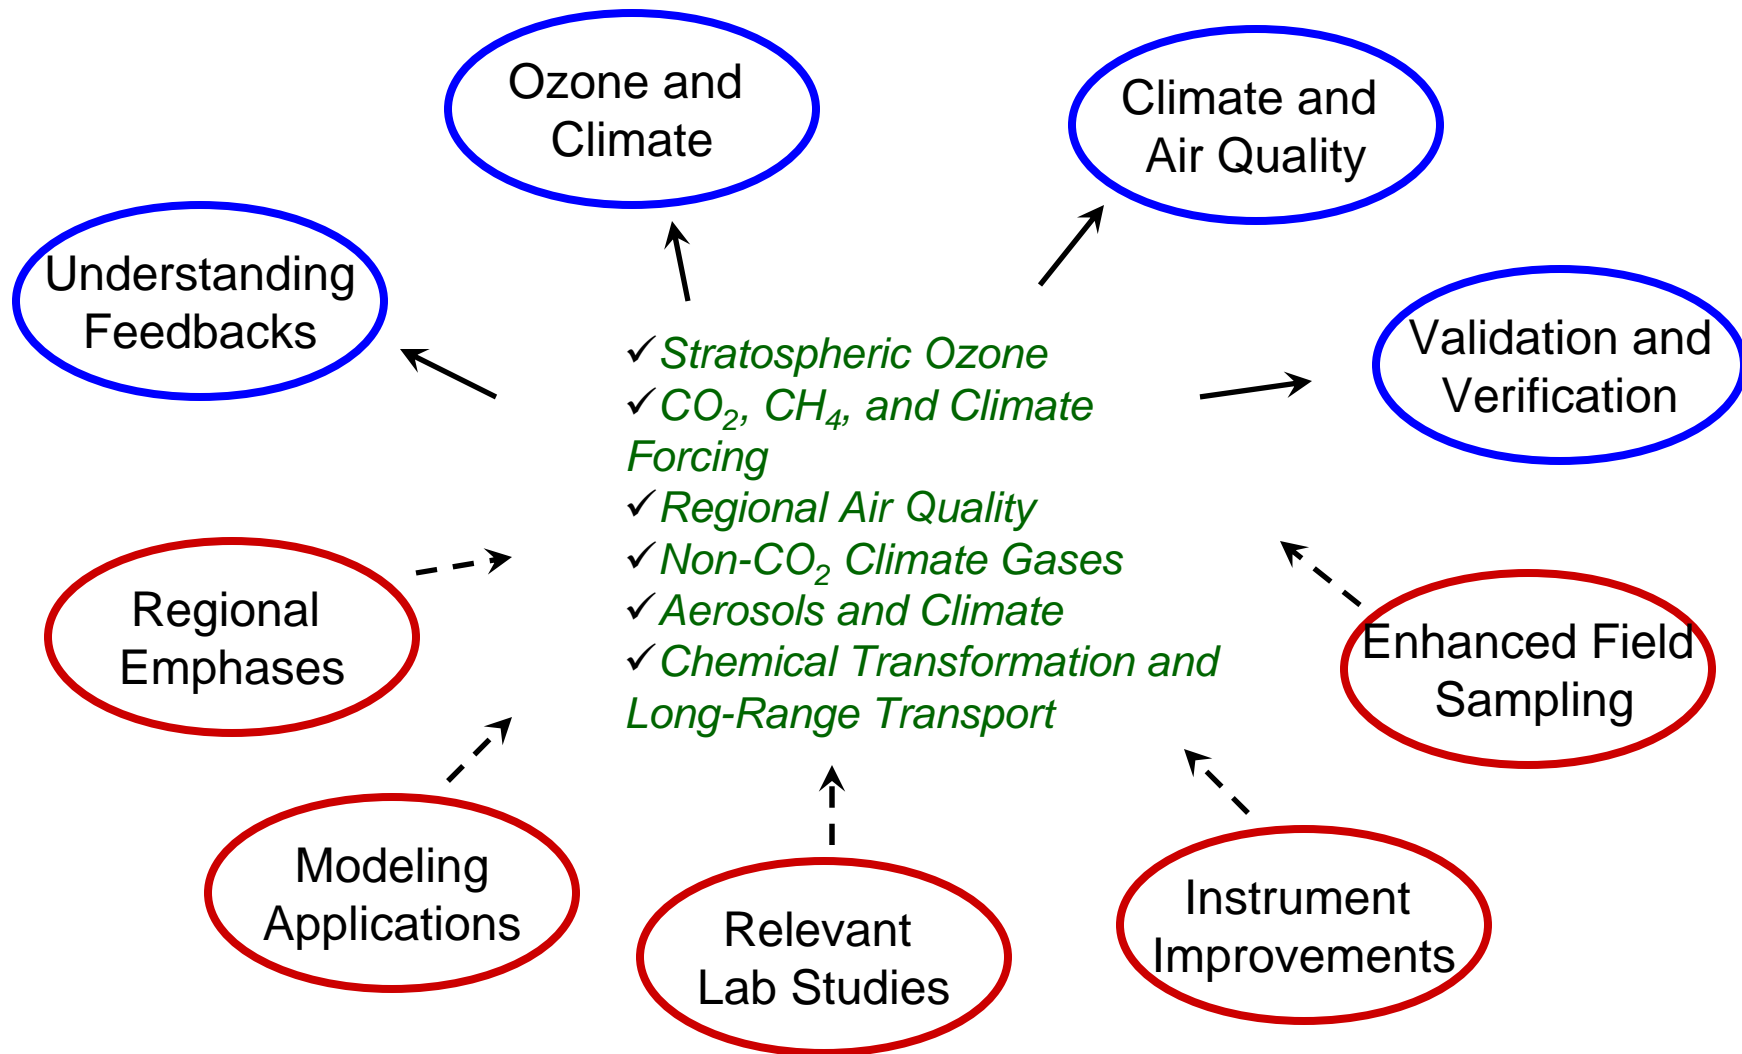 Ozone and
Climate
Climate and
Air Quality
Understanding
Feedbacks
Validation and
Verification
✓Stratospheric Ozone
✓CO₂, CH₄, and Climate
Forcing
✓Regional Air Quality
✓Non-CO₂ Climate Gases
✓Aerosols and Climate
✓Chemical Transformation and
Long-Range Transport
Regional
Emphases
Enhanced Field
Sampling
Modeling
Applications
Relevant
Lab Studies
Instrument
Improvements